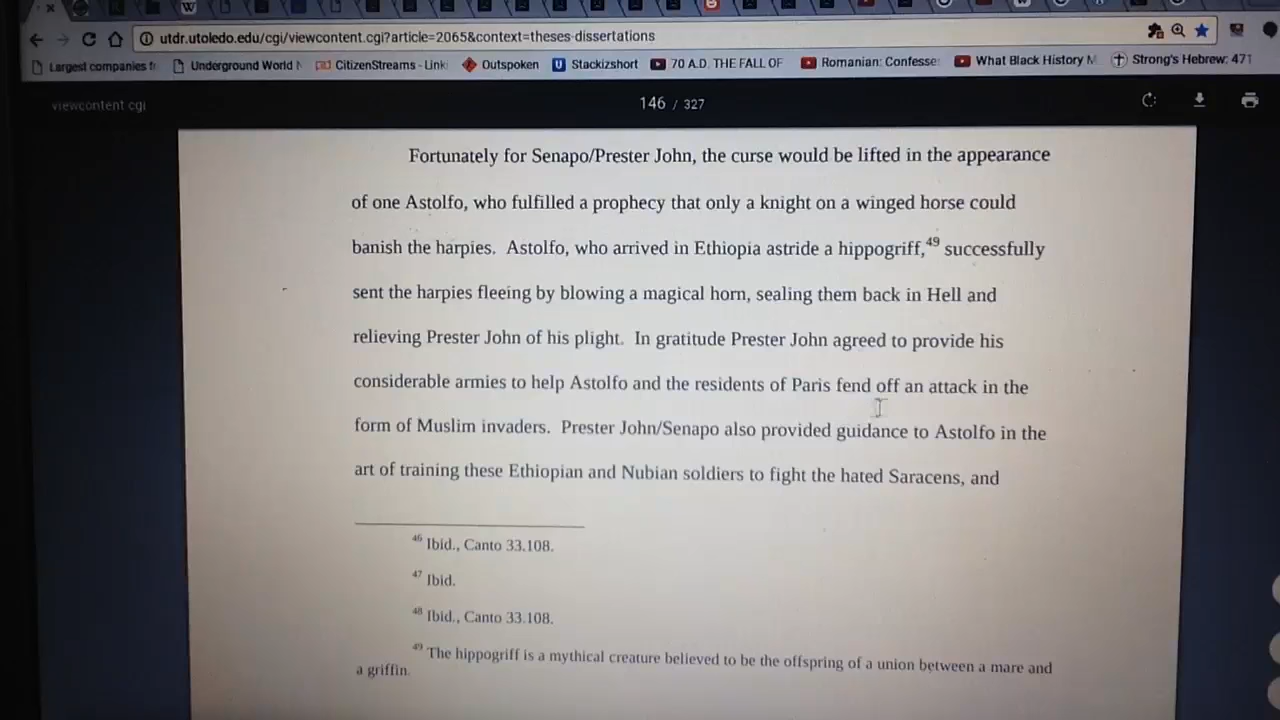 utdr.utoledo.edu/cgi/viewcontent.cgi?article=2065&context=theses-dissertations
Largest companies f Underground World N CitizenStreams - Link Outspoken Stackizshort 70 A.D. THE FALL OF Romanian: Confesse What Black History M Strong's Hebrew: 471
viewcontent.cgi 146 / 327
Fortunately for Senapo/Prester John, the curse would be lifted in the appearance
of one Astolfo, who fulfilled a prophecy that only a knight on a winged horse could
banish the harpies. Astolfo, who arrived in Ethiopia astride a hippogriff,49 successfully
sent the harpies fleeing by blowing a magical horn, sealing them back in Hell and
relieving Prester John of his plight. In gratitude Prester John agreed to provide his
considerable armies to help Astolfo and the residents of Paris fend off an attack in the
form of Muslim invaders. Prester John/Senapo also provided guidance to Astolfo in the
art of training these Ethiopian and Nubian soldiers to fight the hated Saracens, and
46 Ibid., Canto 33.108.
47 Ibid.
48 Ibid., Canto 33.108.
49 The hippogriff is a mythical creature believed to be the offspring of a union between a mare and
a griffin.